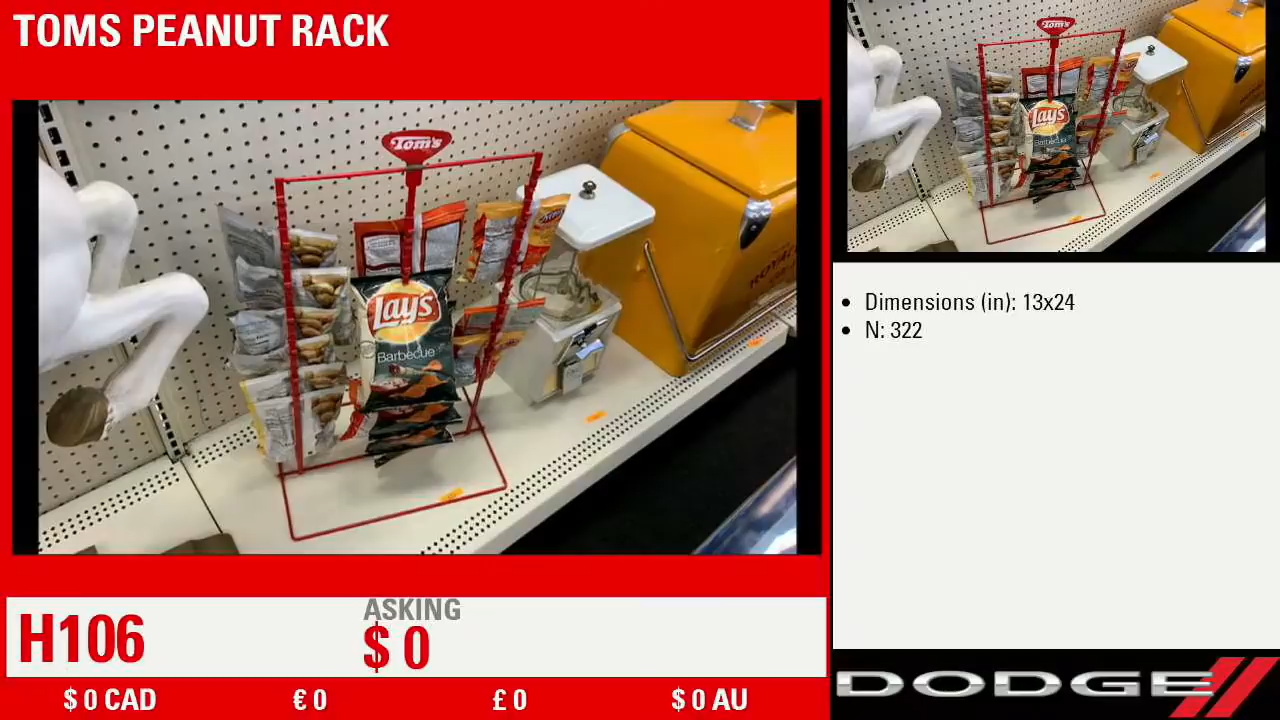 TOMS PEANUT RACK
Tom's
Lay's
Barbecue
ROYAL
Tom's
Lay's
Barbecue
Dimensions (in): 13x24
N: 322
H106
ASKING
$ 0
$ 0 CAD
€ 0
£ 0
$ 0 AU
DODGE